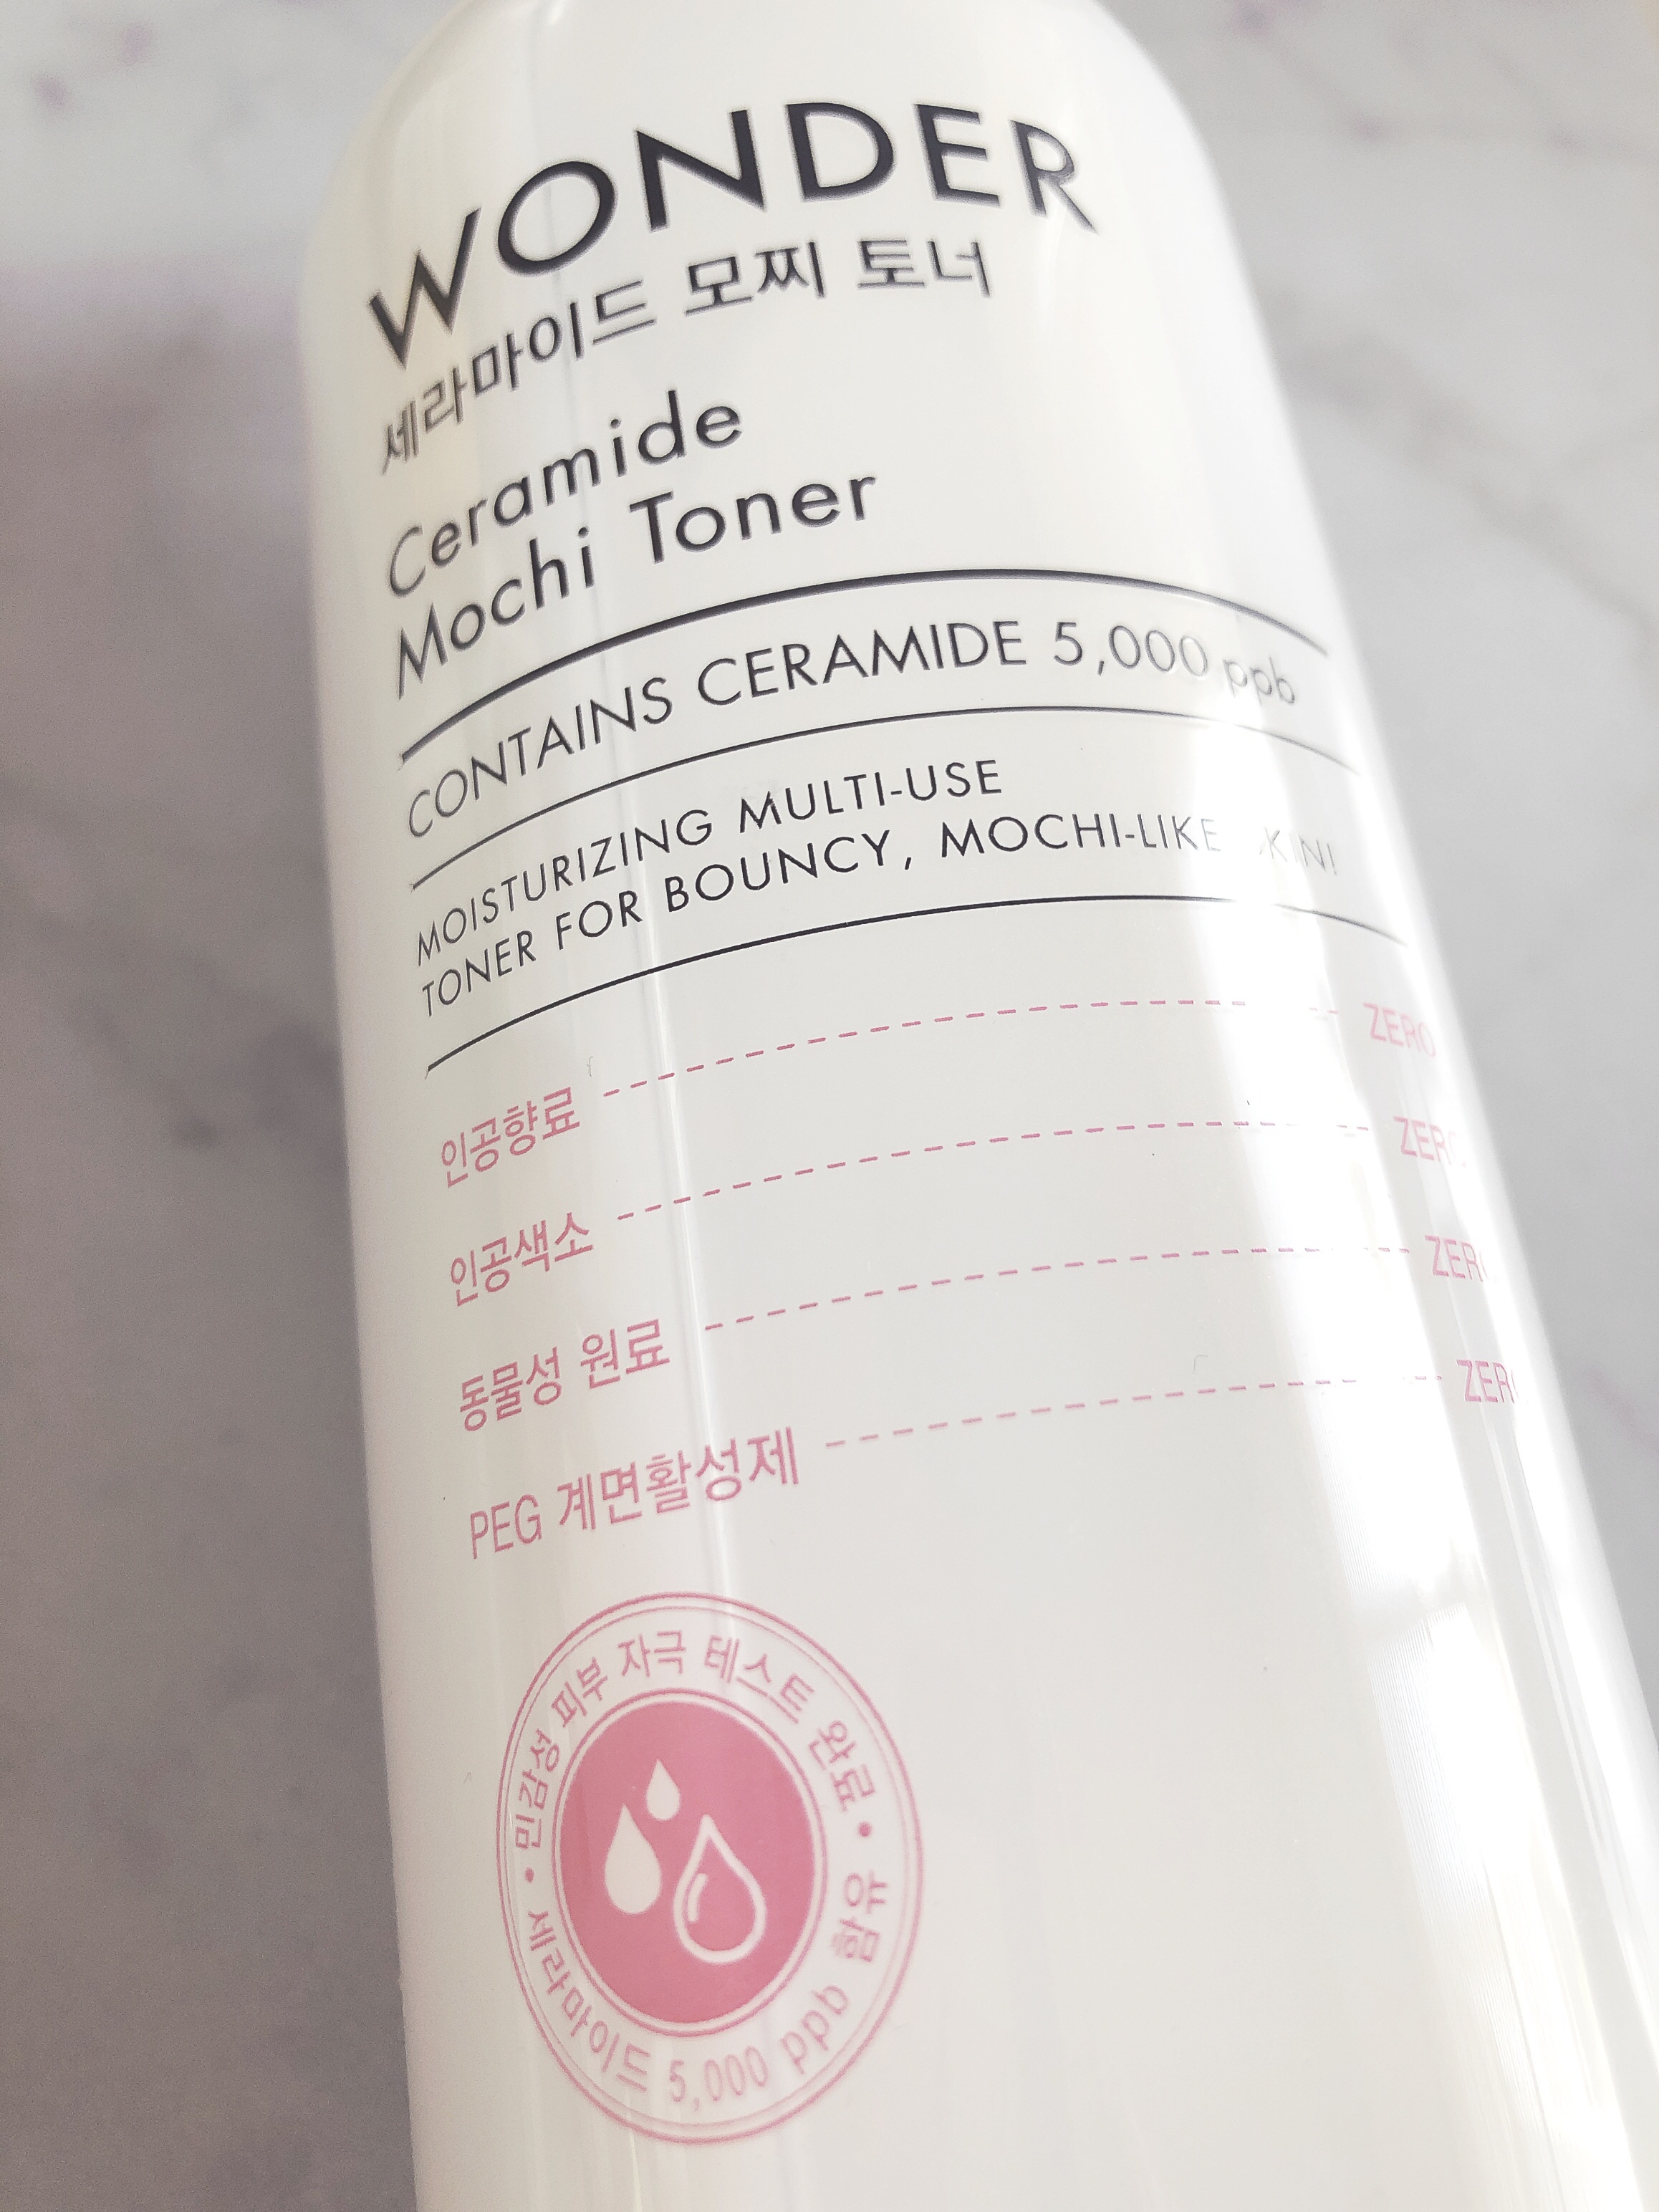 WONDER
세라마이드 모찌 토너
Ceramide
Mochi Toner
CONTAINS CERAMIDE 5,000 ppb
MOISTURIZING MULTI-USE
TONER FOR BOUNCY, MOCHI-LIKE SKIN!
인공향료 ZERO
인공색소 ZERO
동물성 원료 ZERO
PEG 계면활성제 ZERO
• 민감성 피부 자극 테스트 완료 •
세라마이드 5,000 ppb 함유